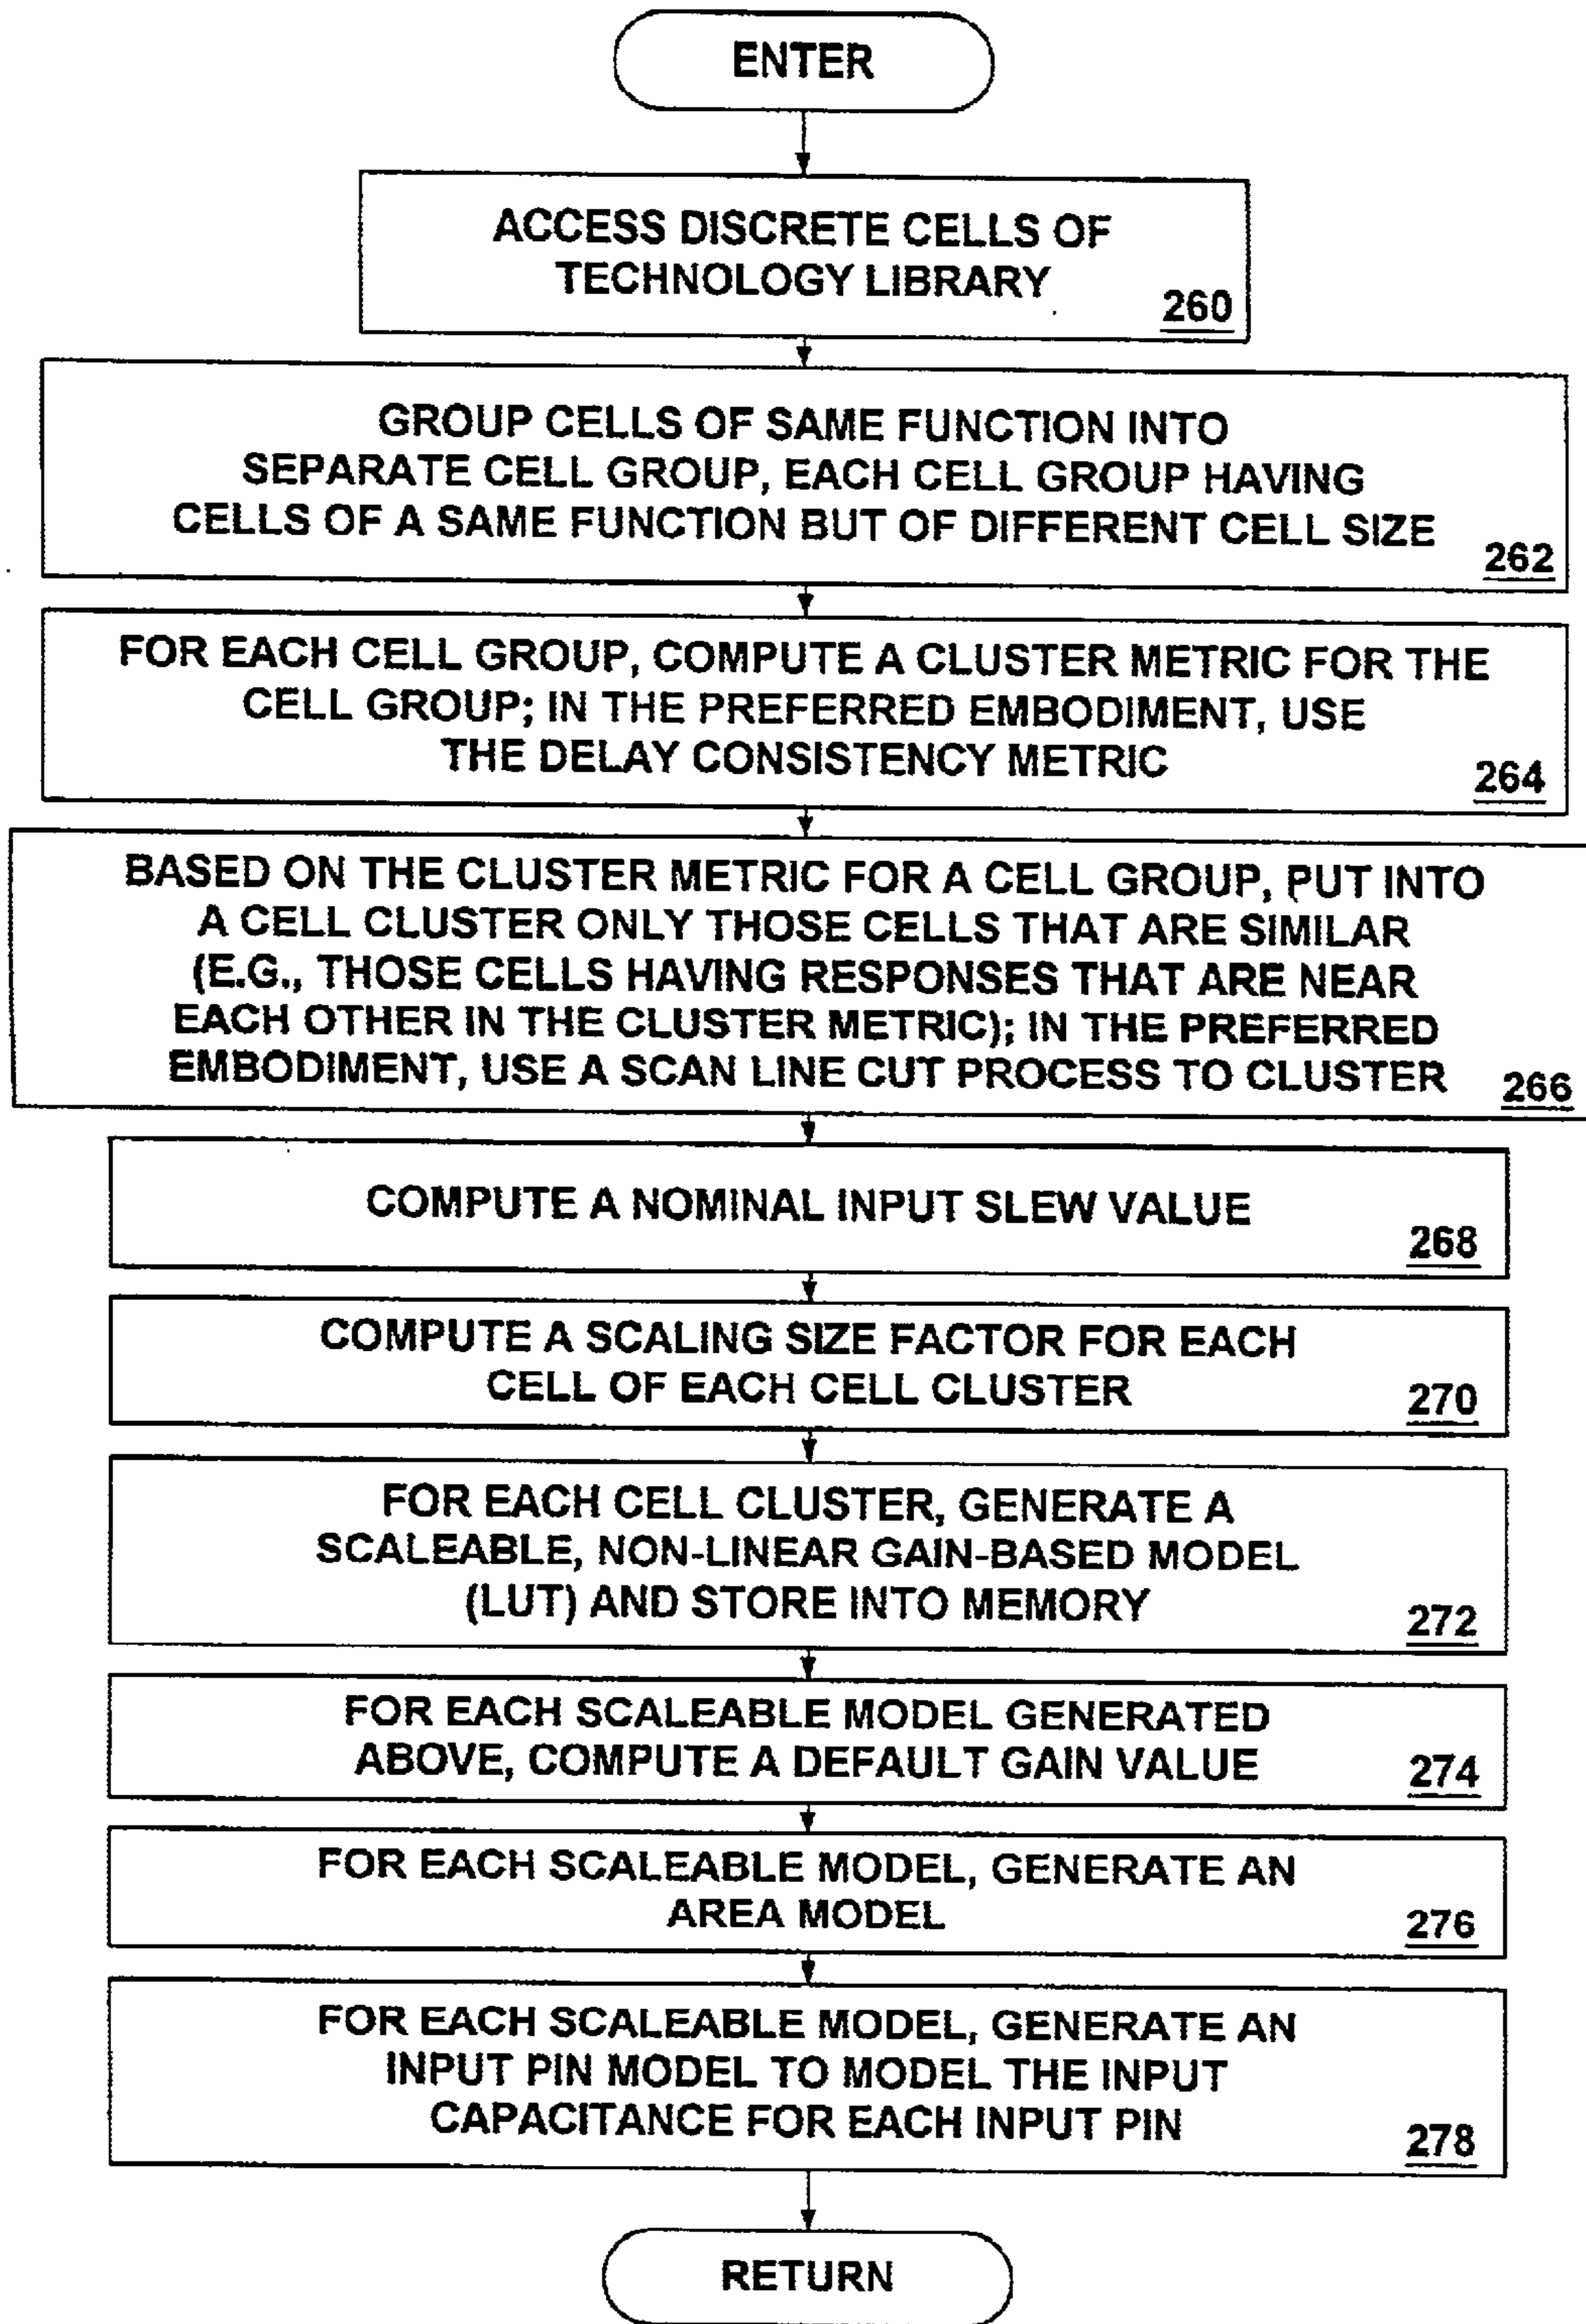 ENTER
ACCESS DISCRETE CELLS OF
TECHNOLOGY LIBRARY
260
GROUP CELLS OF SAME FUNCTION INTO
SEPARATE CELL GROUP, EACH CELL GROUP HAVING
CELLS OF A SAME FUNCTION BUT OF DIFFERENT CELL SIZE
262
FOR EACH CELL GROUP, COMPUTE A CLUSTER METRIC FOR THE
CELL GROUP; IN THE PREFERRED EMBODIMENT, USE
THE DELAY CONSISTENCY METRIC
264
BASED ON THE CLUSTER METRIC FOR A CELL GROUP, PUT INTO
A CELL CLUSTER ONLY THOSE CELLS THAT ARE SIMILAR
(E.G., THOSE CELLS HAVING RESPONSES THAT ARE NEAR
EACH OTHER IN THE CLUSTER METRIC); IN THE PREFERRED
EMBODIMENT, USE A SCAN LINE CUT PROCESS TO CLUSTER
266
COMPUTE A NOMINAL INPUT SLEW VALUE
268
COMPUTE A SCALING SIZE FACTOR FOR EACH
CELL OF EACH CELL CLUSTER
270
FOR EACH CELL CLUSTER, GENERATE A
SCALEABLE, NON-LINEAR GAIN-BASED MODEL
(LUT) AND STORE INTO MEMORY
272
FOR EACH SCALEABLE MODEL GENERATED
ABOVE, COMPUTE A DEFAULT GAIN VALUE
274
FOR EACH SCALEABLE MODEL, GENERATE AN
AREA MODEL
276
FOR EACH SCALEABLE MODEL, GENERATE AN
INPUT PIN MODEL TO MODEL THE INPUT
CAPACITANCE FOR EACH INPUT PIN
278
RETURN